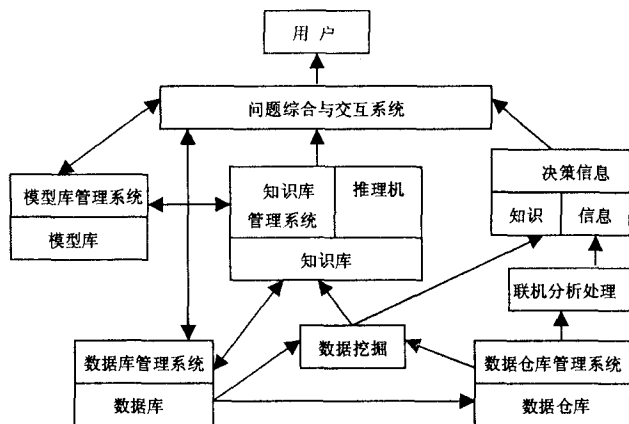 用 户
问题综合与交互系统
模型库管理系统
模型库
知识库
管理系统
推理机
知识库
决策信息
知识
信息
联机分析处理
数据挖掘
数据库管理系统
数据库
数据仓库管理系统
数据仓库